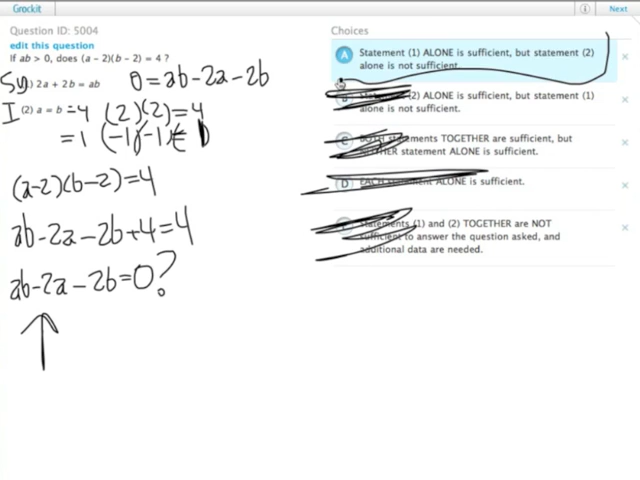 Grockit
Next
Question ID: 5004
edit this question
If ab > 0, does (a − 2)(b − 2) = 4 ?
1) 2a + 2b = ab
0 = ab - 2a - 2b
I (2) a = b = 4 (2)(2) = 4
= 1 (-1)(-1) =
(a-2)(b-2)=4
ab - 2a - 2b + 4 = 4
ab - 2a - 2b = 0?
Choices
A Statement (1) ALONE is sufficient, but statement (2)
alone is not sufficient.
(2) ALONE is sufficient, but statement (1)
alone is not sufficient.
BOTH statements TOGETHER are sufficient, but
statement ALONE is sufficient.
D EACH statement ALONE is sufficient.
Statements (1) and (2) TOGETHER are NOT
sufficient to answer the question asked, and
additional data are needed.